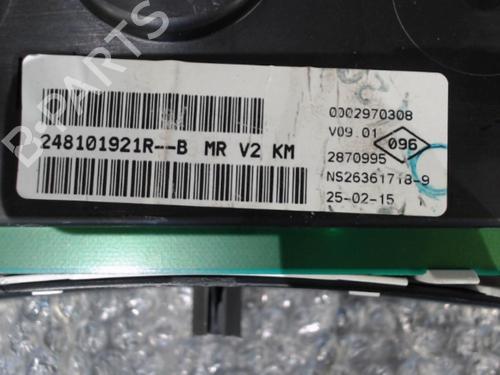 B-PARTS
0002970308
V09.01
096
248101921R--B MR V2 KM
2870995
NS26361718-9
25-02-15